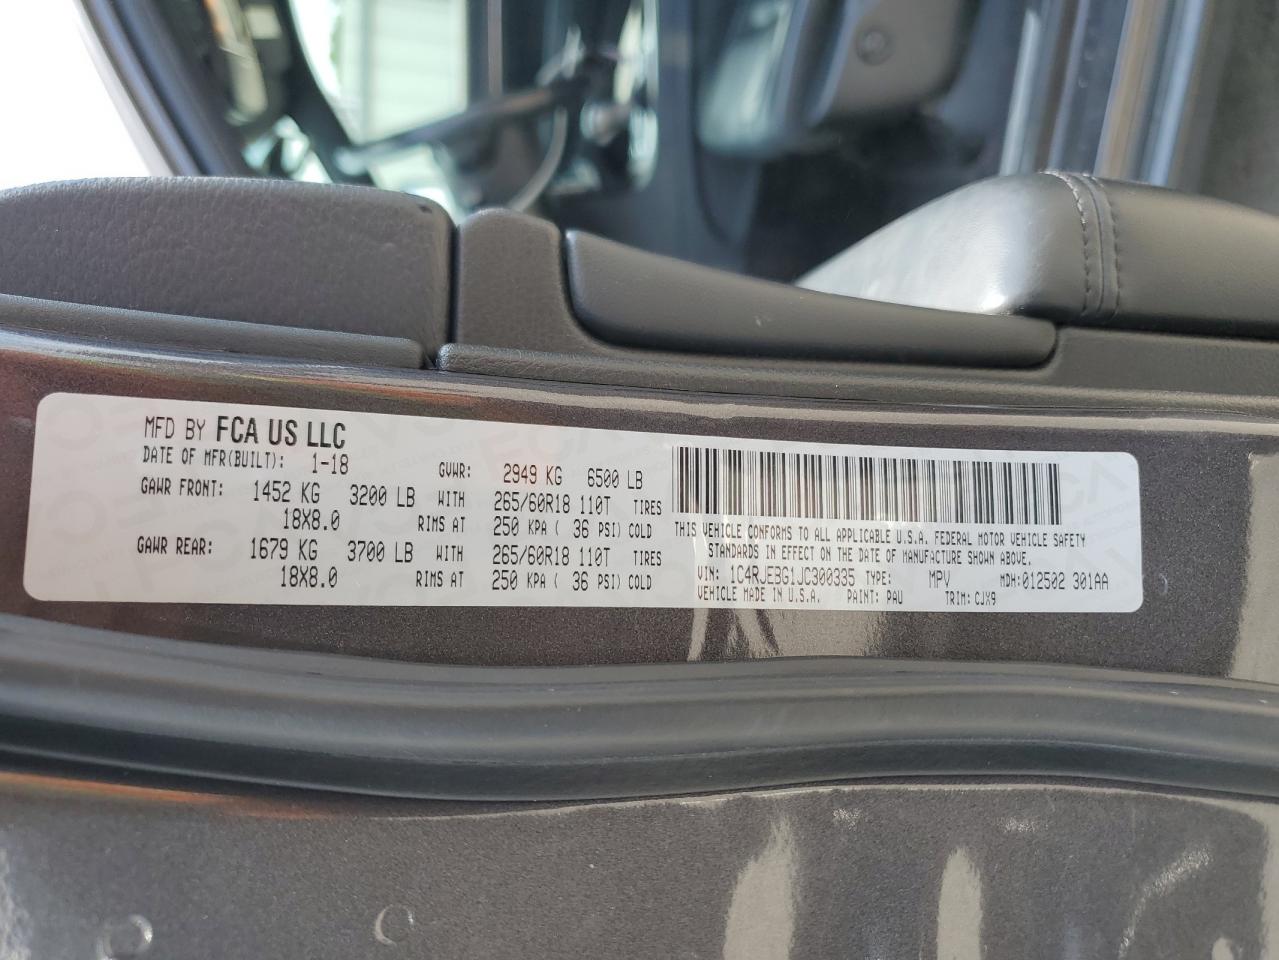 MFD BY FCA US LLC
DATE OF MFR(BUILT): 1-18 GVWR: 2949 KG 6500 LB
GAWR FRONT: 1452 KG 3200 LB WITH 265/60R18 110T TIRES
18X8.0 RIMS AT 250 KPA ( 36 PSI) COLD
GAWR REAR: 1679 KG 3700 LB WITH 265/60R18 110T TIRES
18X8.0 RIMS AT 250 KPA ( 36 PSI) COLD
THIS VEHICLE CONFORMS TO ALL APPLICABLE U.S.A. FEDERAL MOTOR VEHICLE SAFETY
STANDARDS IN EFFECT ON THE DATE OF MANUFACTURE SHOWN ABOVE.
VIN: 1C4RJEBG1JC300335 TYPE: MPV MDH: 012502 301AA
VEHICLE MADE IN U.S.A. PAINT: PAU TRIM: CJX9